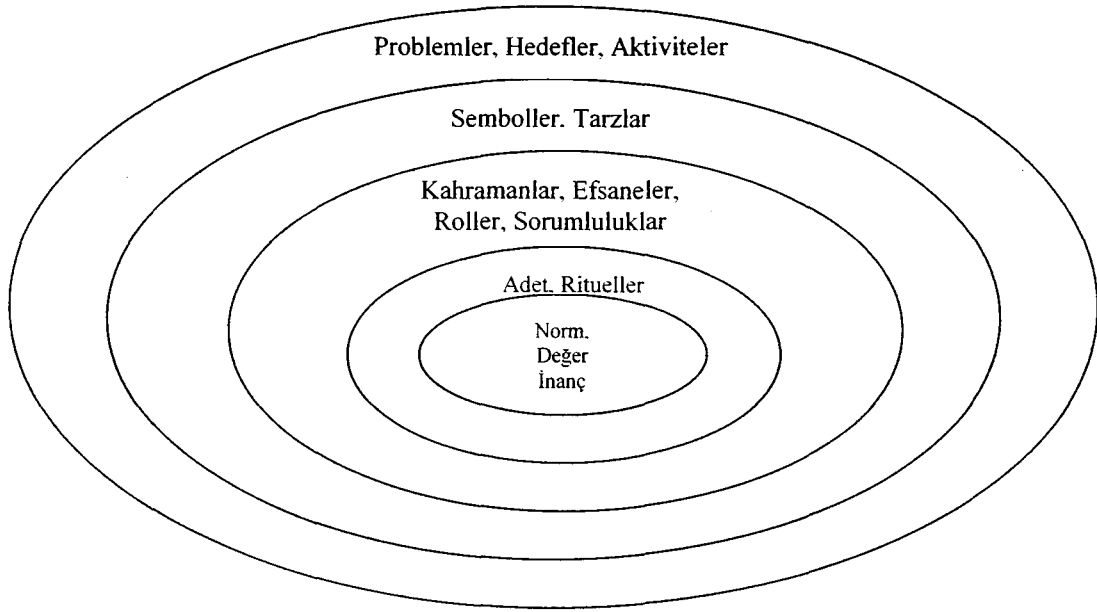 Problemler, Hedefler, Aktiviteler
Semboller. Tarzlar
Kahramanlar, Efsaneler,
Roller, Sorumluluklar
Adet. Ritueller
Norm.
Değer
İnanç